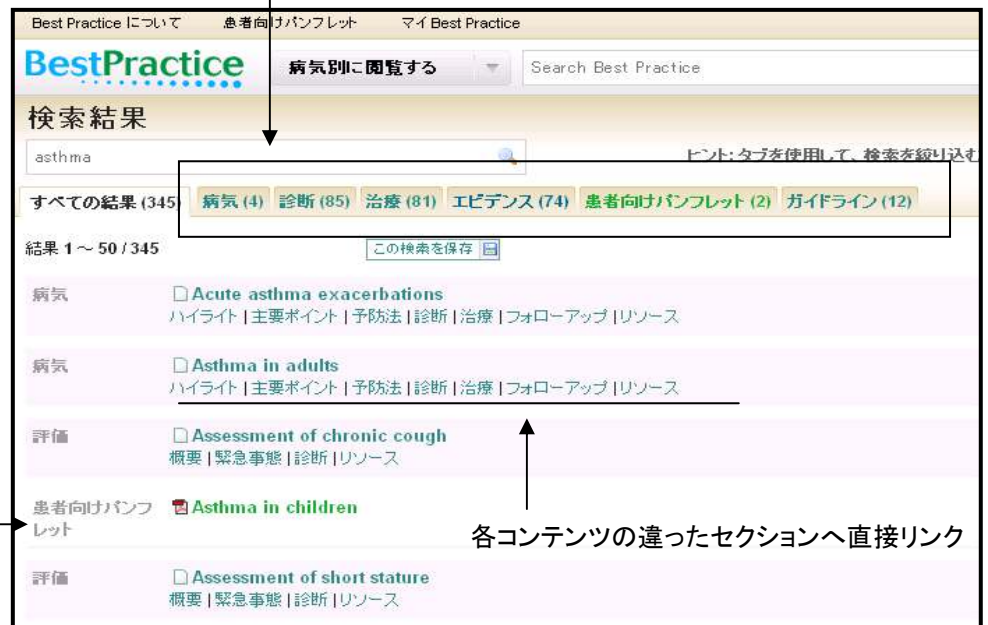 Best Practice について 患者向けパンフレット マイ Best Practice
BestPractice 病気別に閲覧する Search Best Practice
検索結果
asthma ヒント: タブを使用して、検索を絞り込む
すべての結果 (345) 病気 (4) 診断 (85) 治療 (81) エビデンス (74) 患者向けパンフレット (2) ガイドライン (12)
結果 1 ～ 50 / 345 この検索を保存
病気 Acute asthma exacerbations
ハイライト | 主要ポイント | 予防法 | 診断 | 治療 | フォローアップ | リソース
病気 Asthma in adults
ハイライト | 主要ポイント | 予防法 | 診断 | 治療 | フォローアップ | リソース
評価 Assessment of chronic cough
概要 | 緊急事態 | 診断 | リソース
患者向けパンフレット Asthma in children
各コンテンツの違ったセクションへ直接リンク
評価 Assessment of short stature
概要 | 緊急事態 | 診断 | リソース